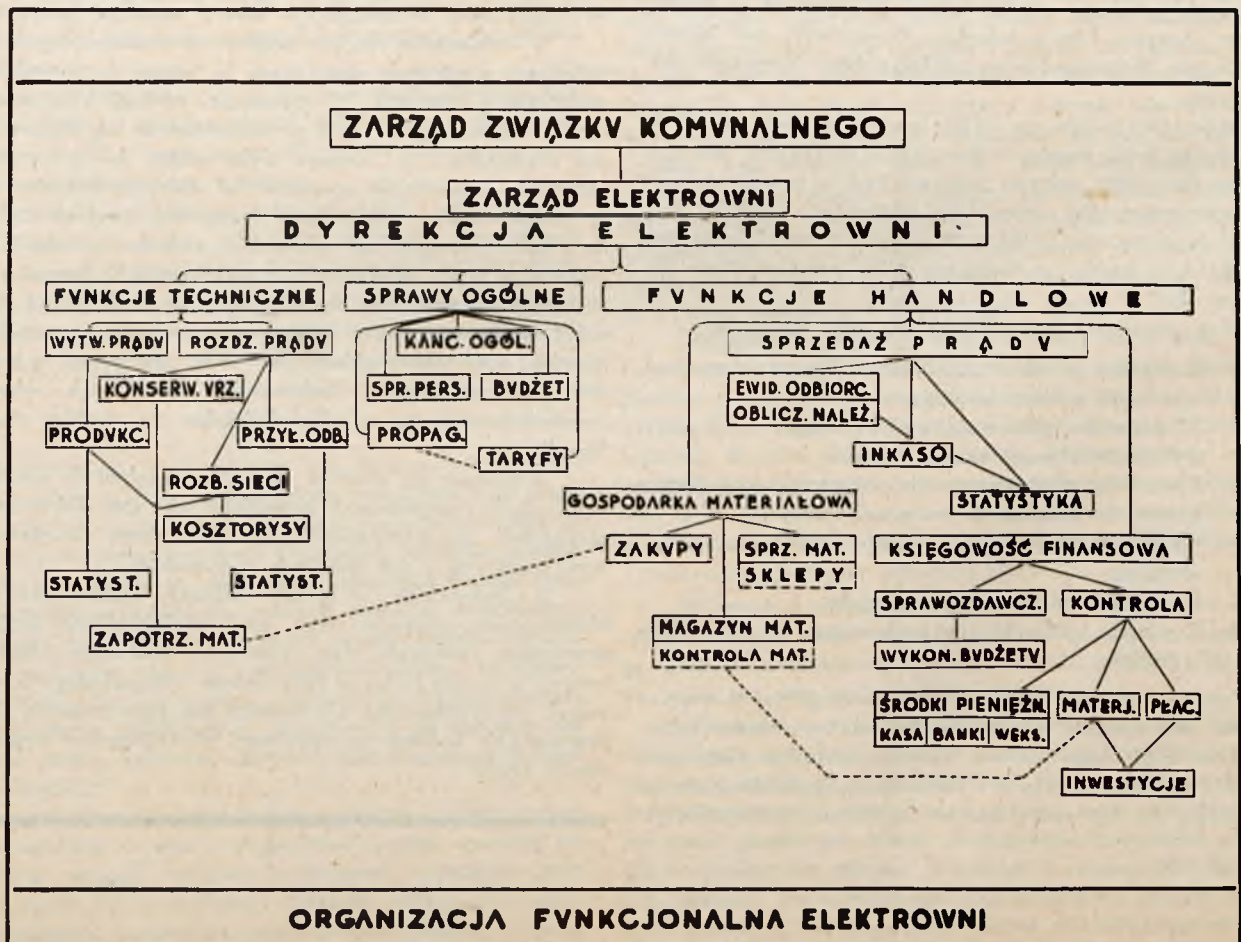 ZARZĄD ZWIĄZKV KOMVNALNEGO
ZARZĄD ELEKTROWNI
DYREKCJA ELEKTROWNI
FVNKCJE TECHNICZNE
SPRAWY OGÓLNE
FVNKCJE HANDLOWE
WYTW. PRĄDV
ROZDZ. PRĄDV
KANC. OGÓL.
SPRZEDAŻ PRĄDV
KONSERW. VRZ.
SPR. PERS.
BVDŻET
EWID. ODBIORC.
OBLICZ. NALEŻ.
PRODVKC.
PRZYŁ. ODB.
PROPAG.
TARYFY
INKASO
ROZB. SIECI
GOSPODARKA MATERIAŁOWA
STATYSTYKA
KOSZTORYSY
ZAKVPY
SPRZ. MAT.
SKLEPY
KSIĘGOWOŚĆ FINANSOWA
STATYST.
STATYST.
SPRAWOZDAWCZ.
KONTROLA
ZAPOTRZ. MAT.
MAGAZYN MAT.
KONTROLA MAT.
WYKON. BVDŻETV
ŚRODKI PIENIĘŻN.
KASA BANKI WEKS.
MATERJ.
PŁAC.
INWESTYCJE
ORGANIZACJA FVNKCJONALNA ELEKTROWNI